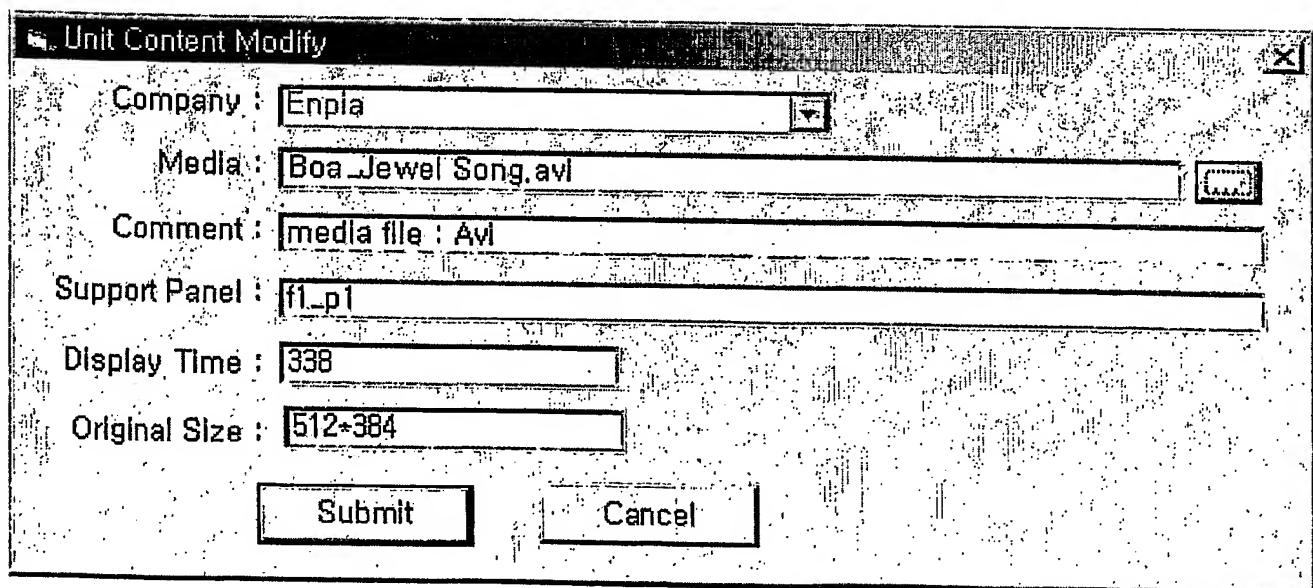 Unit Content Modify
Company : Enpla
Media : Boa_Jewel Song.avi
Comment : media file : Avi
Support Panel : f1_p1
Display Time : 338
Original Size : 512*384
Submit Cancel